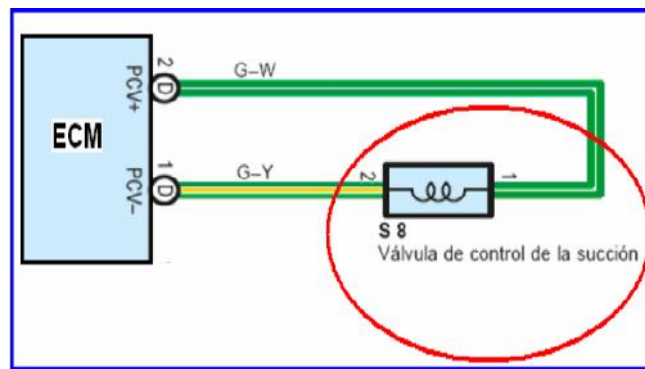 2
D
G–W
PCV+
ECM
1
D
G–Y
2
1
PCV–
S 8
Válvula de control de la succión